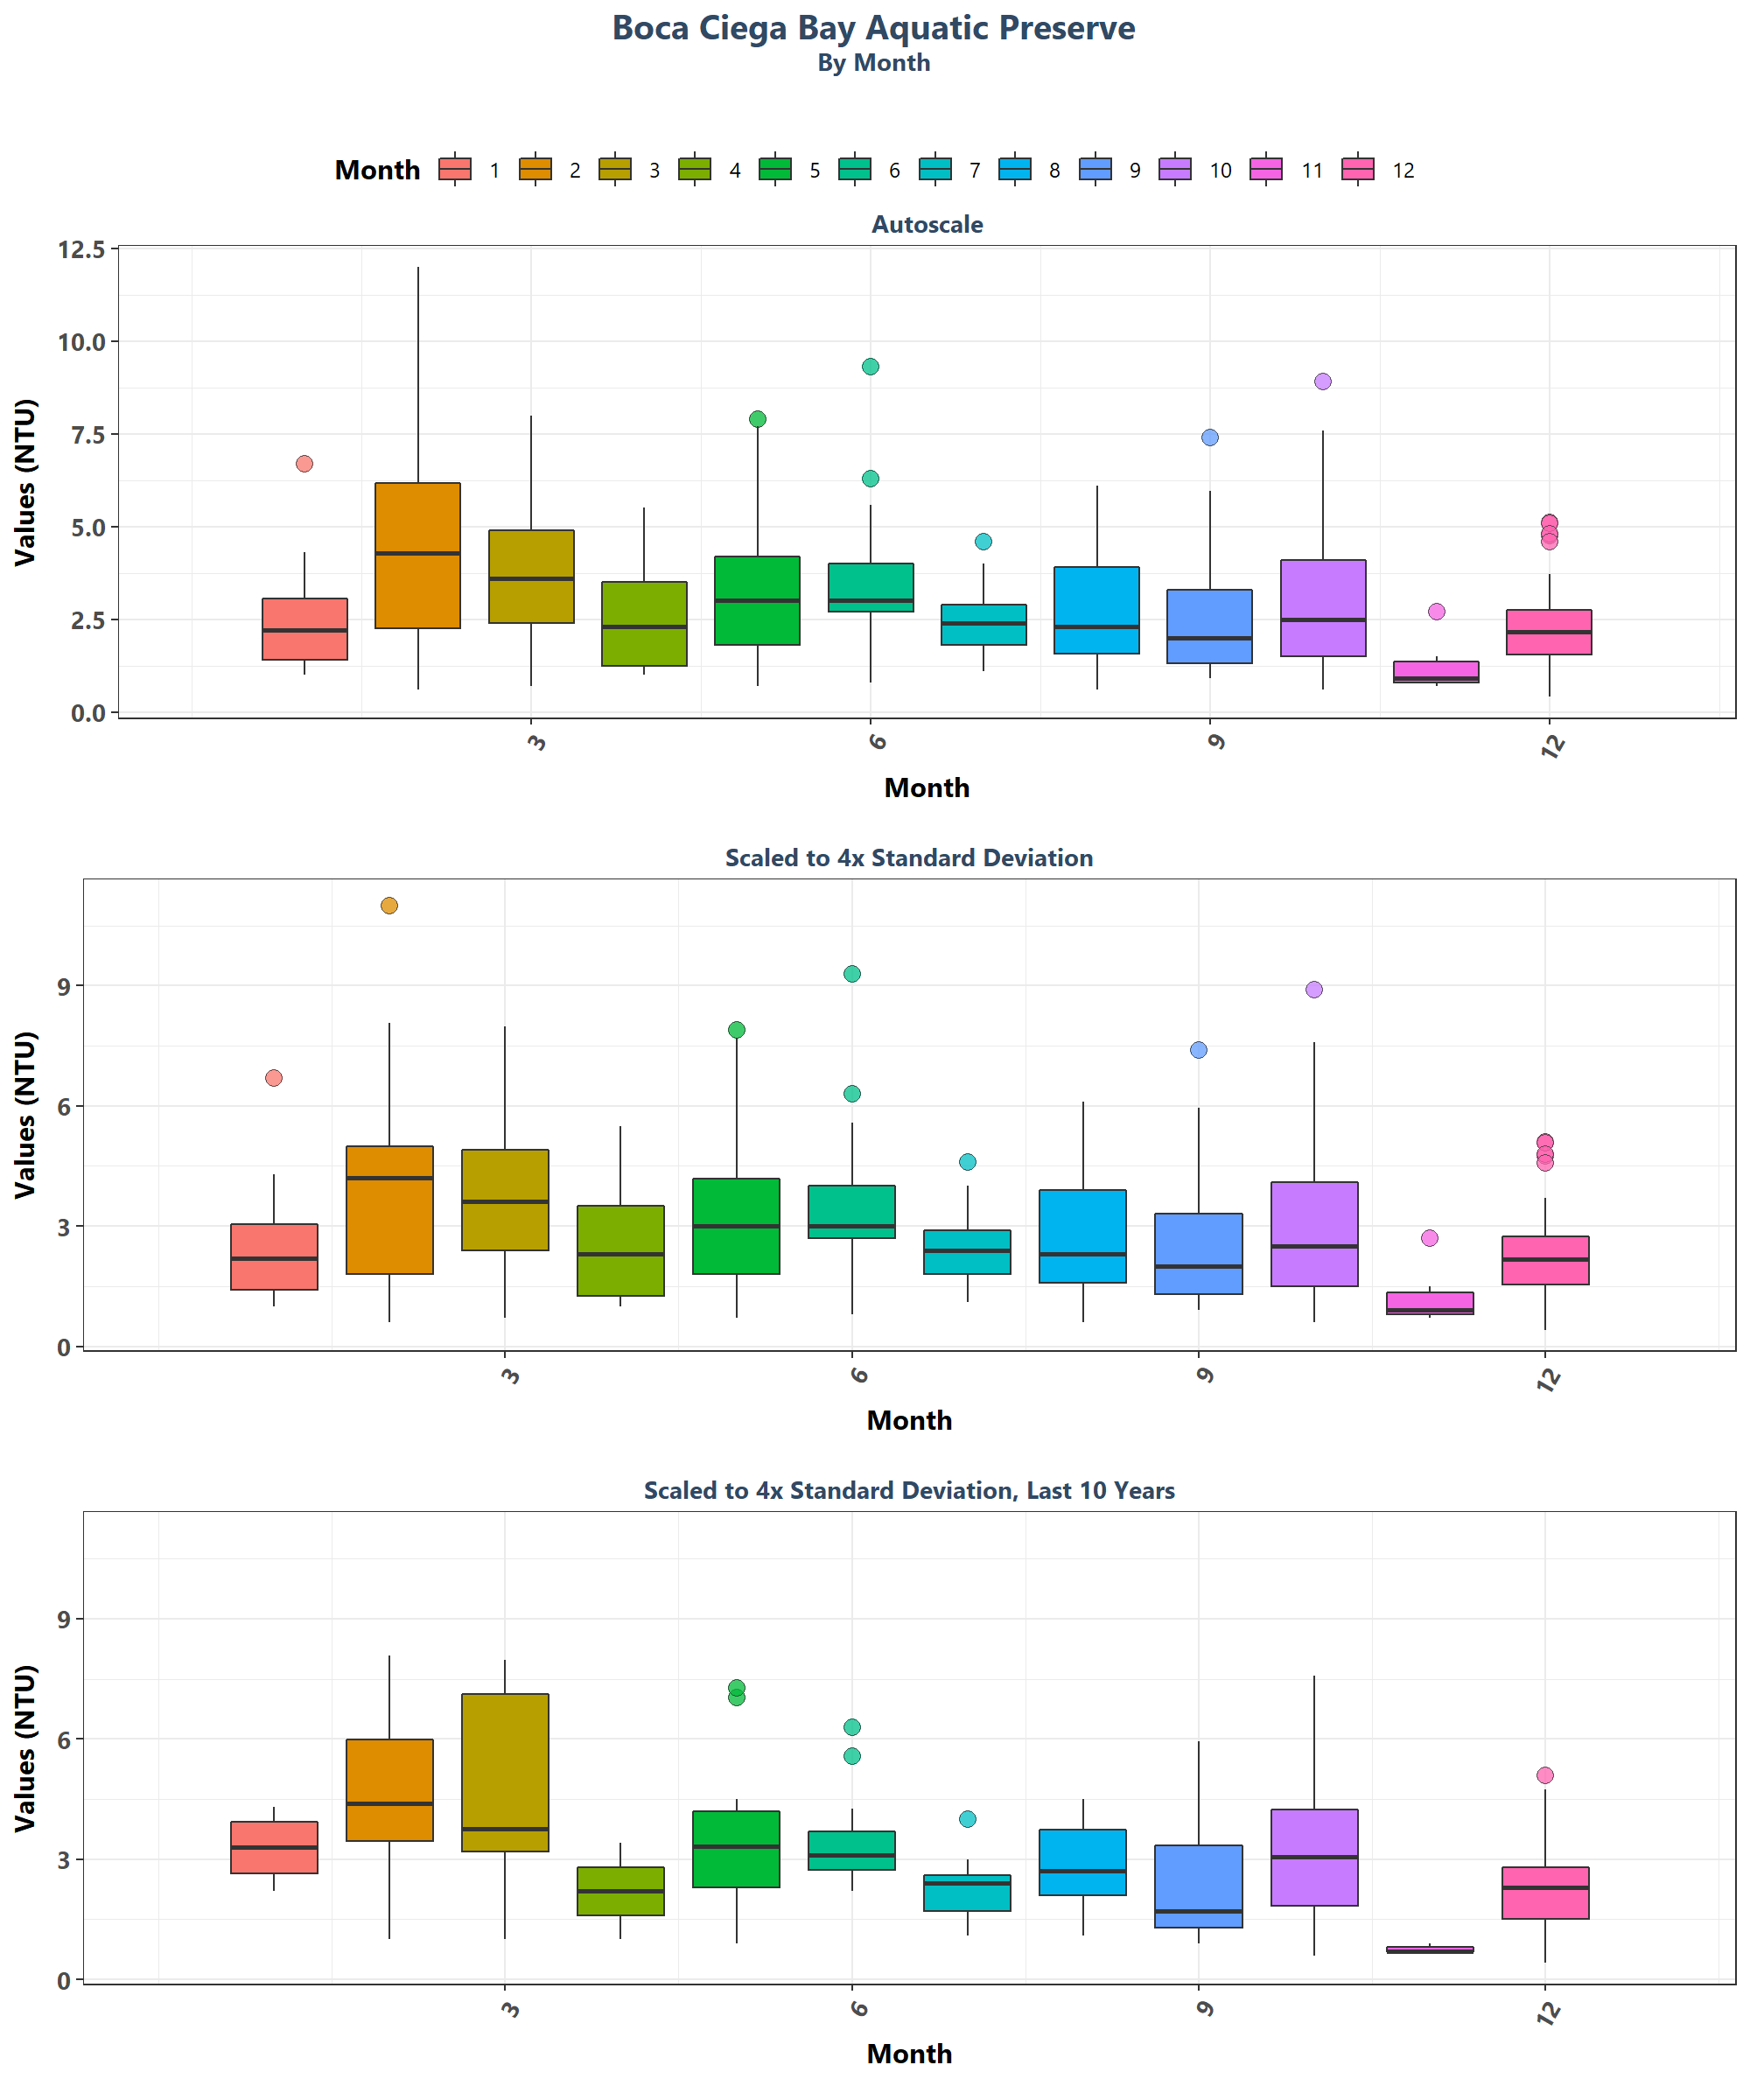 Boca Ciega Bay Aquatic Preserve
By Month
Month 1 2 3 4 5 6 7 8 9 10 11 12
Autoscale
12.5
10.0
7.5
5.0
2.5
0.0
Values (NTU)
3 6 9 12
Month
Scaled to 4x Standard Deviation
9
6
3
0
Values (NTU)
3 6 9 12
Month
Scaled to 4x Standard Deviation, Last 10 Years
9
6
3
0
Values (NTU)
3 6 9 12
Month